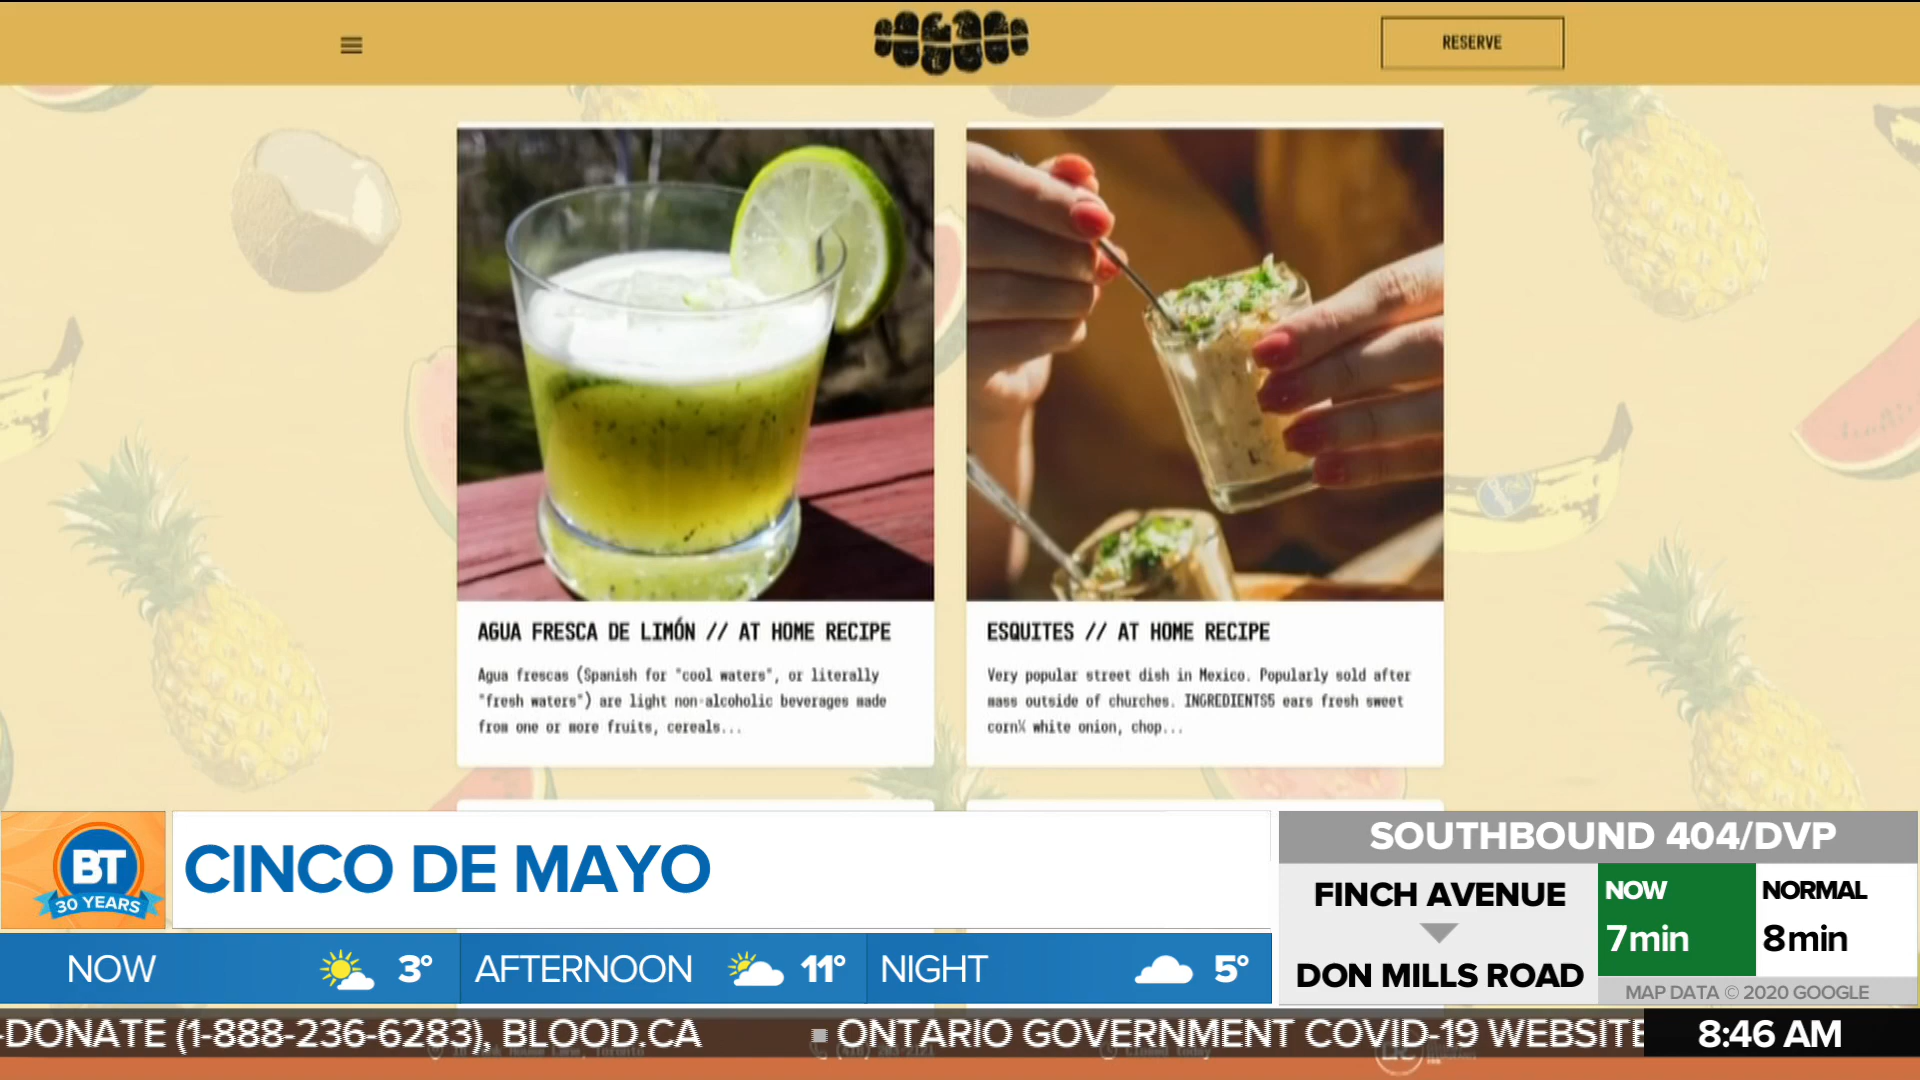 RESERVE
AGUA FRESCA DE LIMÓN // AT HOME RECIPE
Agua frescas (Spanish for "cool waters", or literally
"fresh waters") are light non-alcoholic beverages made
from one or more fruits, cereals...
ESQUITES // AT HOME RECIPE
Very popular street dish in Mexico. Popularly sold after
mass outside of churches. INGREDIENTS5 ears fresh sweet
corn½ white onion, chop...
BT
30 YEARS
CINCO DE MAYO
SOUTHBOUND 404/DVP
FINCH AVENUE
DON MILLS ROAD
NOW
7min
NORMAL
8min
MAP DATA © 2020 GOOGLE
NOW 3° AFTERNOON 11° NIGHT 5°
-DONATE (1-888-236-6283), BLOOD.CA ■ ONTARIO GOVERNMENT COVID-19 WEBSITE
8:46 AM